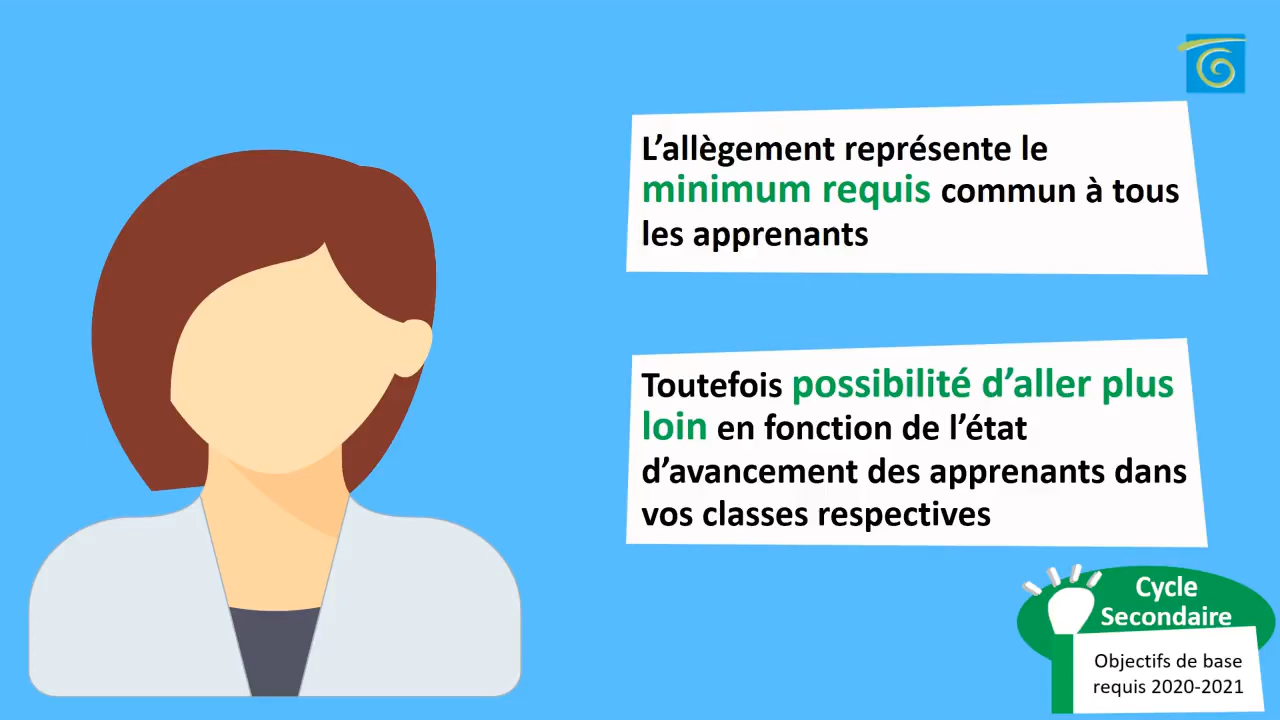 L’allègement représente le
minimum requis commun à tous
les apprenants
Toutefois possibilité d’aller plus
loin en fonction de l’état
d’avancement des apprenants dans
vos classes respectives
Cycle
Secondaire
Objectifs de base
requis 2020-2021